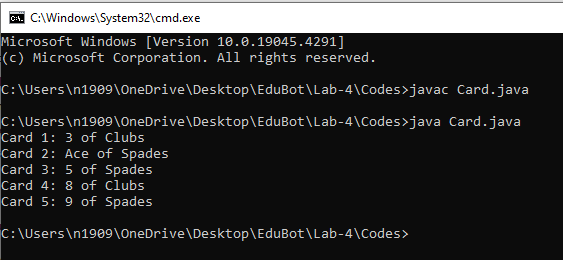 C:\Windows\System32\cmd.exe
Microsoft Windows [Version 10.0.19045.4291]
(c) Microsoft Corporation. All rights reserved.
C:\Users\n1909\OneDrive\Desktop\EduBot\Lab-4\Codes>javac Card.java
C:\Users\n1909\OneDrive\Desktop\EduBot\Lab-4\Codes>java Card.java
Card 1: 3 of Clubs
Card 2: Ace of Spades
Card 3: 5 of Spades
Card 4: 8 of Clubs
Card 5: 9 of Spades
C:\Users\n1909\OneDrive\Desktop\EduBot\Lab-4\Codes>